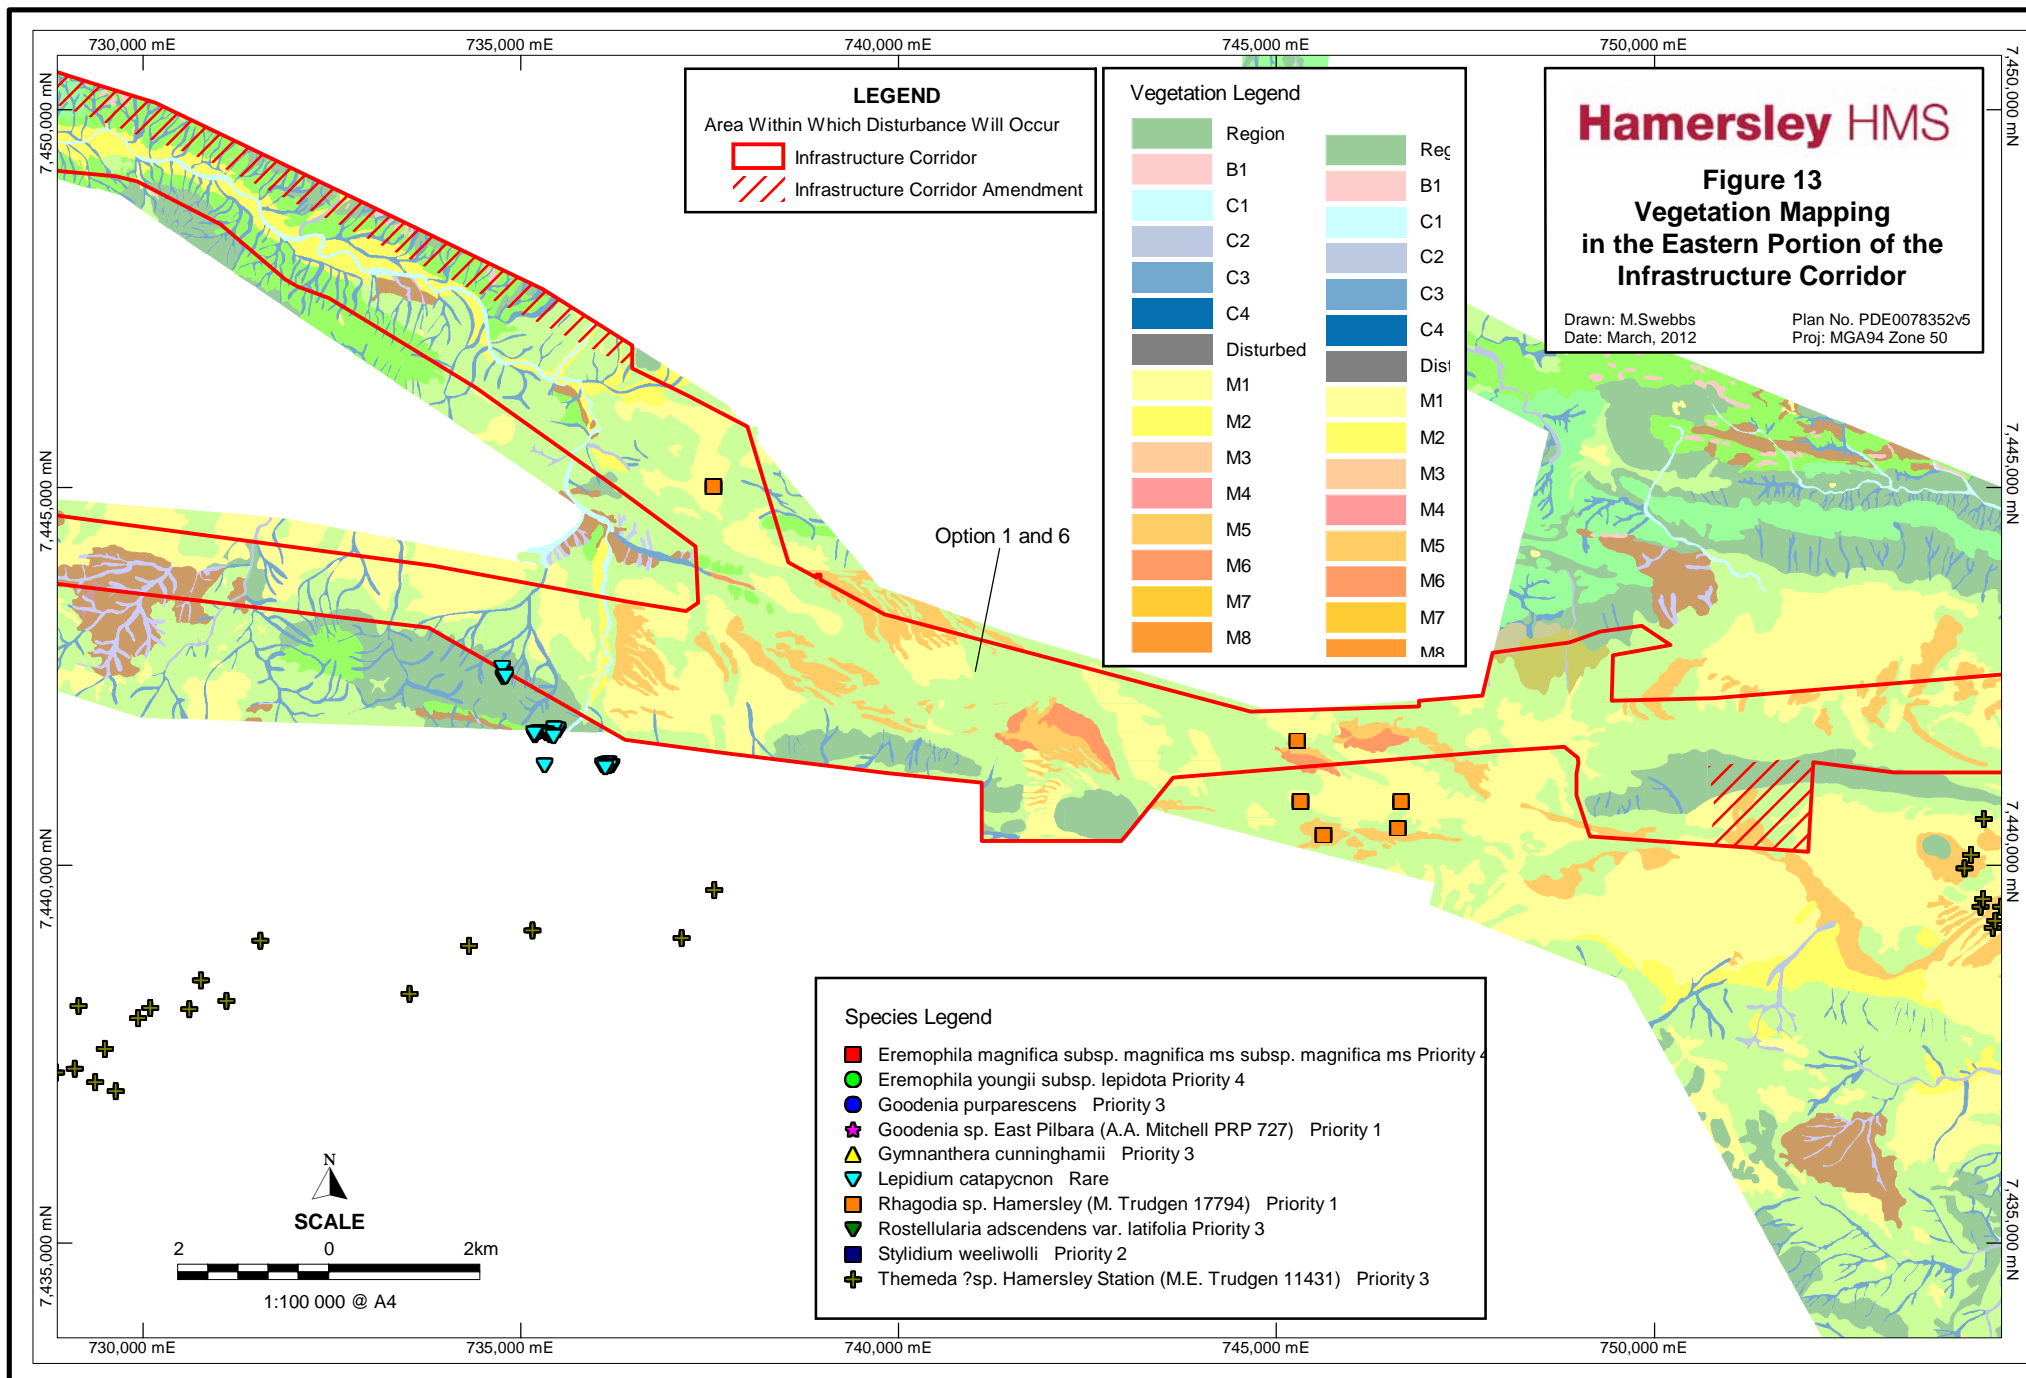 730,000 mE
735,000 mE
740,000 mE
745,000 mE
750,000 mE
7,450,000 mN
7,445,000 mN
7,440,000 mN
7,435,000 mN
7,450,000 mN
7,445,000 mN
7,440,000 mN
7,435,000 mN
LEGEND
Area Within Which Disturbance Will Occur
Infrastructure Corridor
Infrastructure Corridor Amendment
Vegetation Legend
Region
B1
C1
C2
C3
C4
Disturbed
M1
M2
M3
M4
M5
M6
M7
M8
Reg
B1
C1
C2
C3
C4
Dist
M1
M2
M3
M4
M5
M6
M7
M8
Hamersley HMS
Figure 13
Vegetation Mapping
in the Eastern Portion of the
Infrastructure Corridor
Drawn: M.Swebbs
Plan No. PDE0078352v5
Date: March, 2012
Proj: MGA94 Zone 50
Option 1 and 6
Species Legend
Eremophila magnifica subsp. magnifica ms subsp. magnifica ms Priority 4
Eremophila youngii subsp. lepidota Priority 4
Goodenia purparescens Priority 3
Goodenia sp. East Pilbara (A.A. Mitchell PRP 727) Priority 1
Gymnanthera cunninghamii Priority 3
Lepidium catapycnon Rare
Rhagodia sp. Hamersley (M. Trudgen 17794) Priority 1
Rostellularia adscendens var. latifolia Priority 3
Stylidium weeliwolli Priority 2
Themeda ?sp. Hamersley Station (M.E. Trudgen 11431) Priority 3
N
SCALE
2 0 2km
1:100 000 @ A4
730,000 mE
735,000 mE
740,000 mE
745,000 mE
750,000 mE